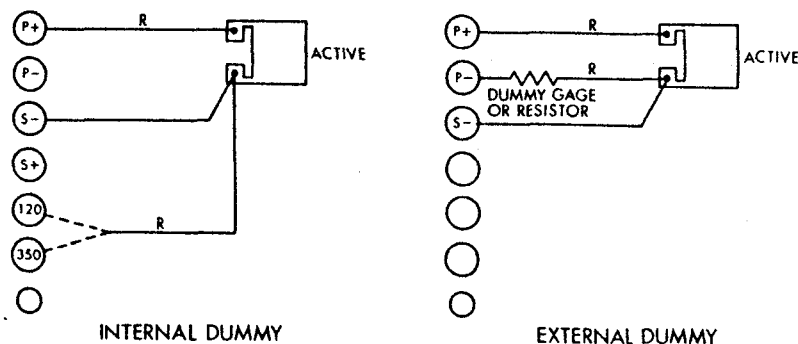 P+
R
ACTIVE
P-
S-
S+
120
R
350
INTERNAL DUMMY
P+
R
ACTIVE
P-
R
DUMMY GAGE
OR RESISTOR
S-
EXTERNAL DUMMY